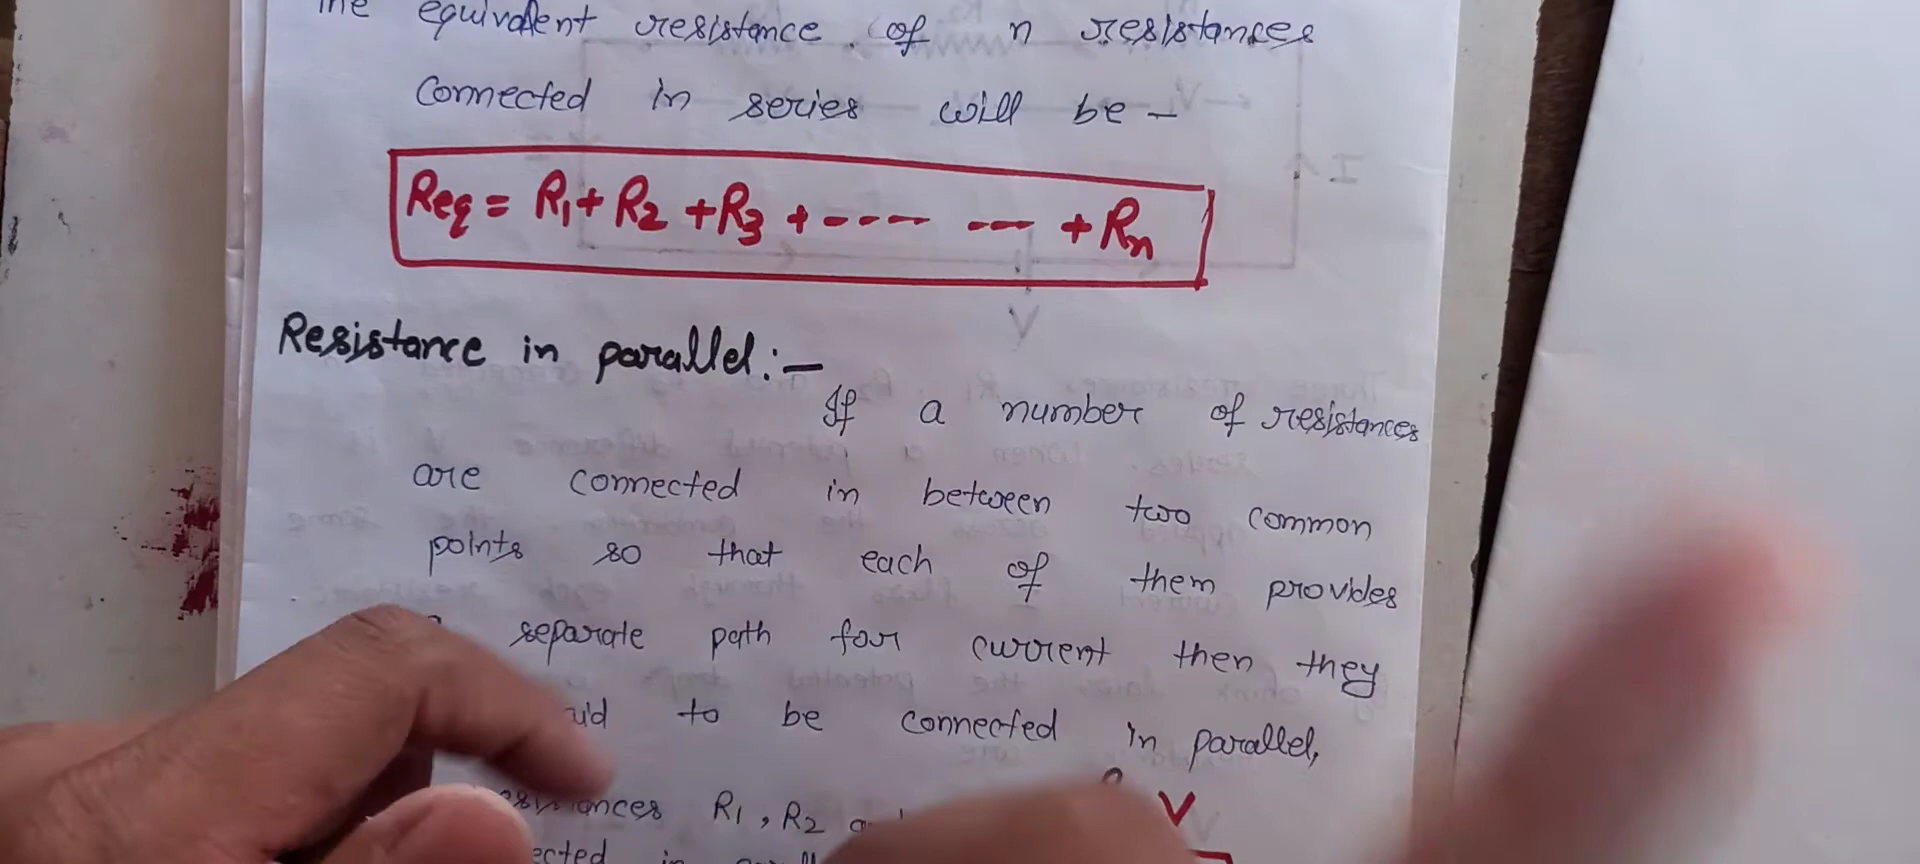 The equivalent resistance of n resistances
connected in series will be –
Req = R1 + R2 + R3 + ---- --- + Rn
Resistance in parallel :–
If a number of resistances
are connected in between two common
points so that each of them provides
separate path for current then they
to be connected in parallel,
R1, R2
in
V